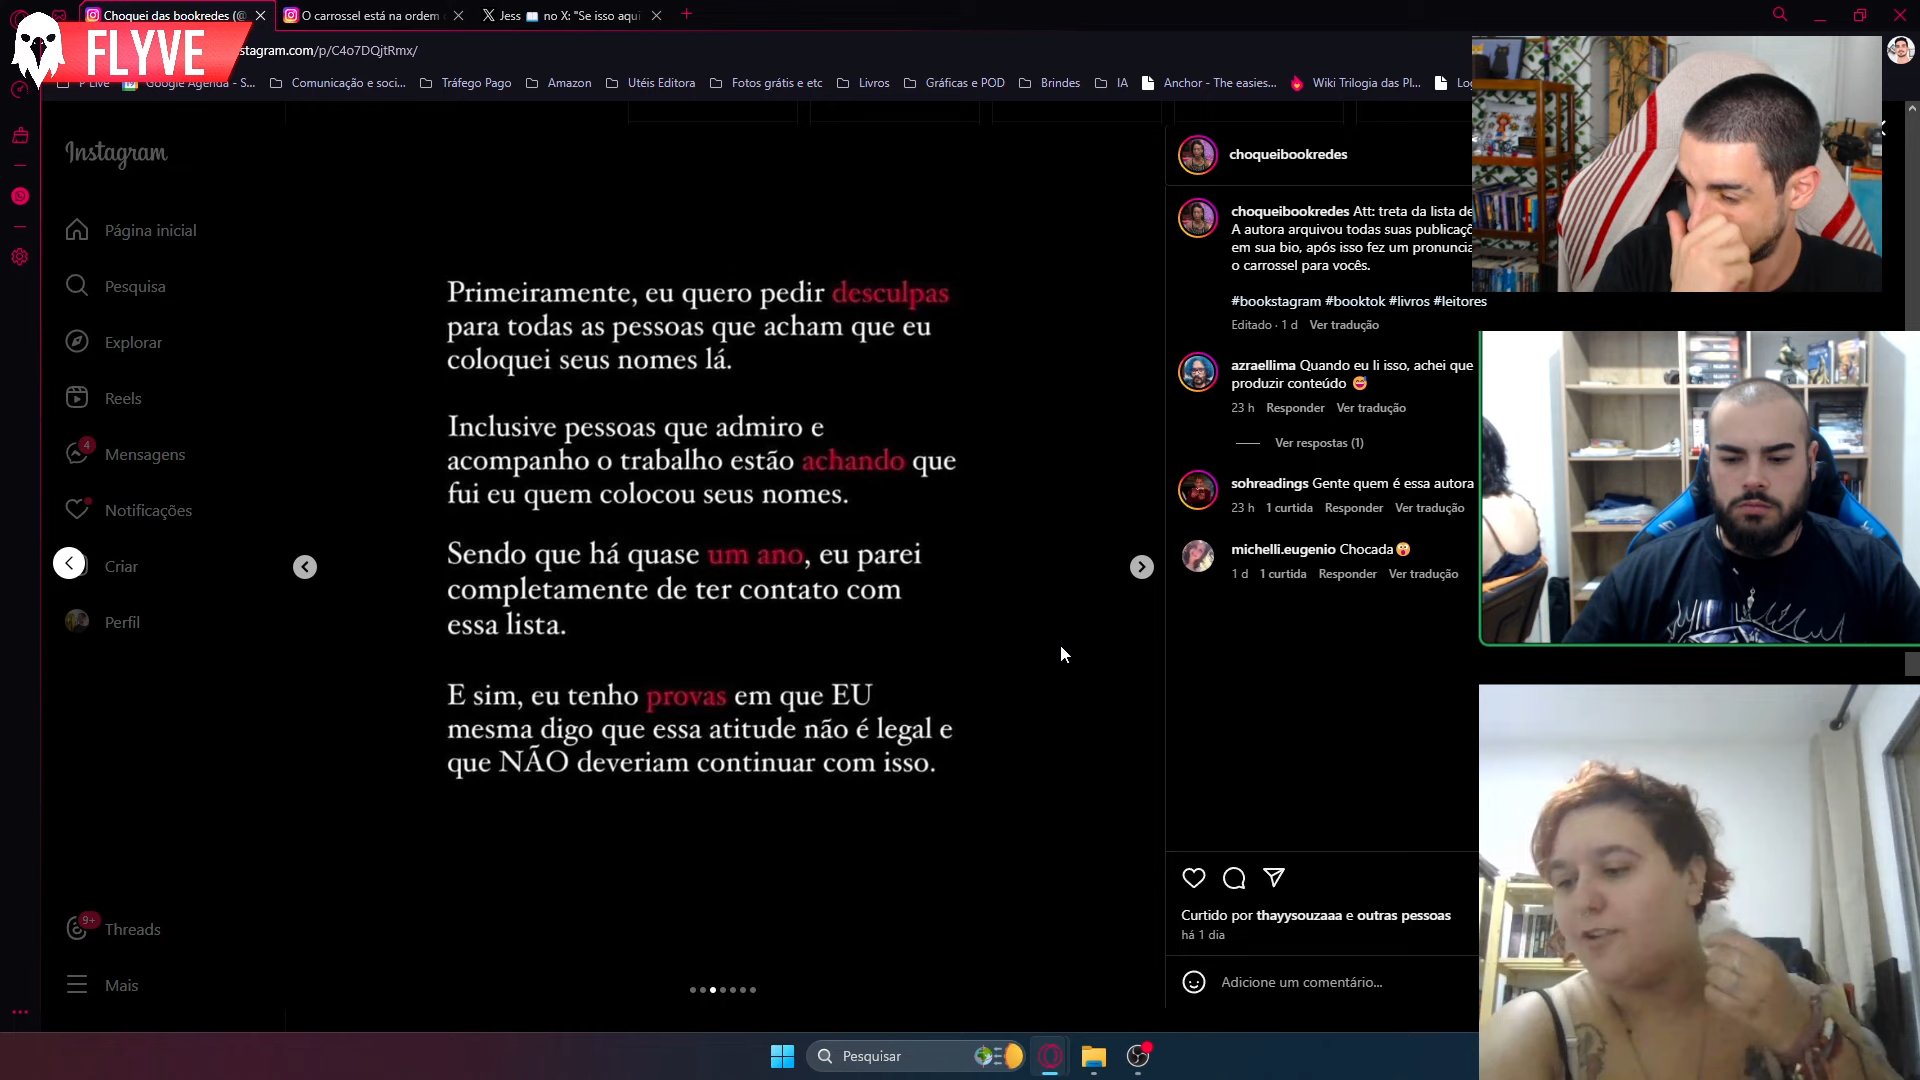 Choquei das bookredes (@
O carrossel está na ordem
Jess no X: "Se isso aqui
FLYVE
stagram.com/p/C4o7DQjtRmx/
P Live
Google Agenda - S...
Comunicação e soci...
Tráfego Pago
Amazon
Utéis Editora
Fotos grátis e etc
Livros
Gráficas e POD
Brindes
IA
Anchor - The easies...
Wiki Trilogia das Pl...
Instagram
Página inicial
Pesquisa
Explorar
Reels
4
Mensagens
Notificações
Criar
Perfil
9+
Threads
Mais
Primeiramente, eu quero pedir desculpas
para todas as pessoas que acham que eu
coloquei seus nomes lá.
Inclusive pessoas que admiro e
acompanho o trabalho estão achando que
fui eu quem colocou seus nomes.
Sendo que há quase um ano, eu parei
completamente de ter contato com
essa lista.
E sim, eu tenho provas em que EU
mesma digo que essa atitude não é legal e
que NÃO deveriam continuar com isso.
choqueibookredes
choqueibookredes Att: treta da lista de
A autora arquivou todas suas publicaçõ
em sua bio, após isso fez um pronuncia
o carrossel para vocês.
#bookstagram #booktok #livros #leitores
Editado · 1 d Ver tradução
azraellima Quando eu li isso, achei que
produzir conteúdo 😅
23 h Responder Ver tradução
Ver respostas (1)
sohreadings Gente quem é essa autora
23 h 1 curtida Responder Ver tradução
michelli.eugenio Chocada😲
1 d 1 curtida Responder Ver tradução
Curtido por thayysouzaaa e outras pessoas
há 1 dia
Adicione um comentário...
Pesquisar